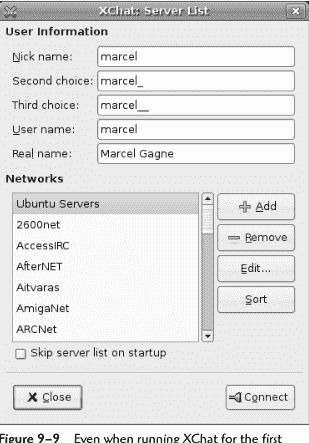 XChat: Server List
User Information
Nick name: marcel
Second choice: marcel_
Third choice: marcel__
User name: marcel
Real name: Marcel Gagne
Networks
Ubuntu Servers
2600net
AccessIRC
AfterNET
Aitvaras
AmigaNet
ARCNet
Add
Remove
Edit...
Sort
Skip server list on startup
Close
Connect
Figure 9–9 Even when running XChat for the first